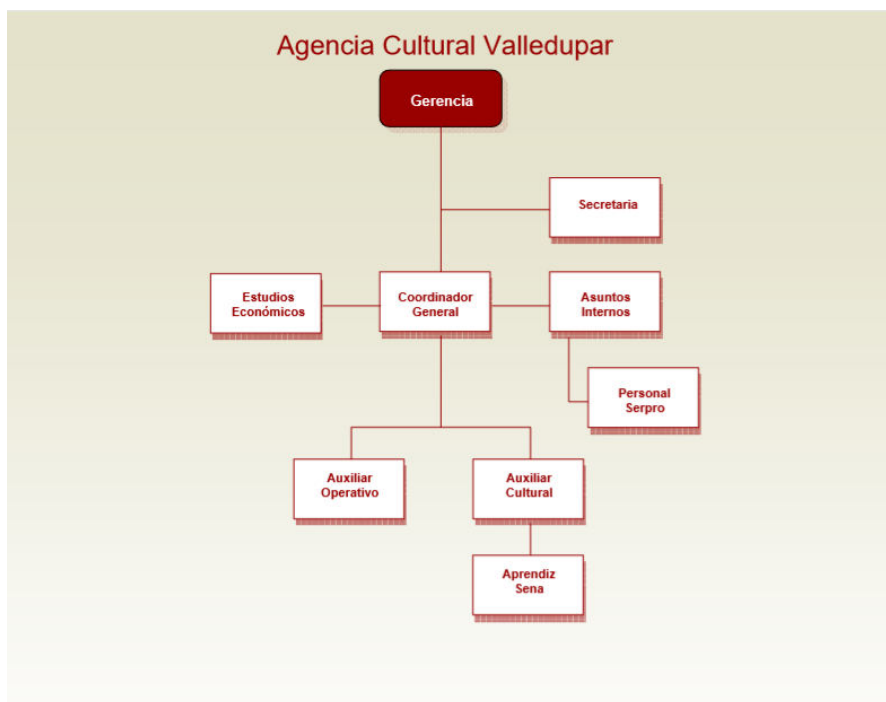 Agencia Cultural Valledupar
Gerencia
Secretaria
Estudios
Económicos
Coordinador
General
Asuntos
Internos
Personal
Serpro
Auxiliar
Operativo
Auxiliar
Cultural
Aprendiz
Sena